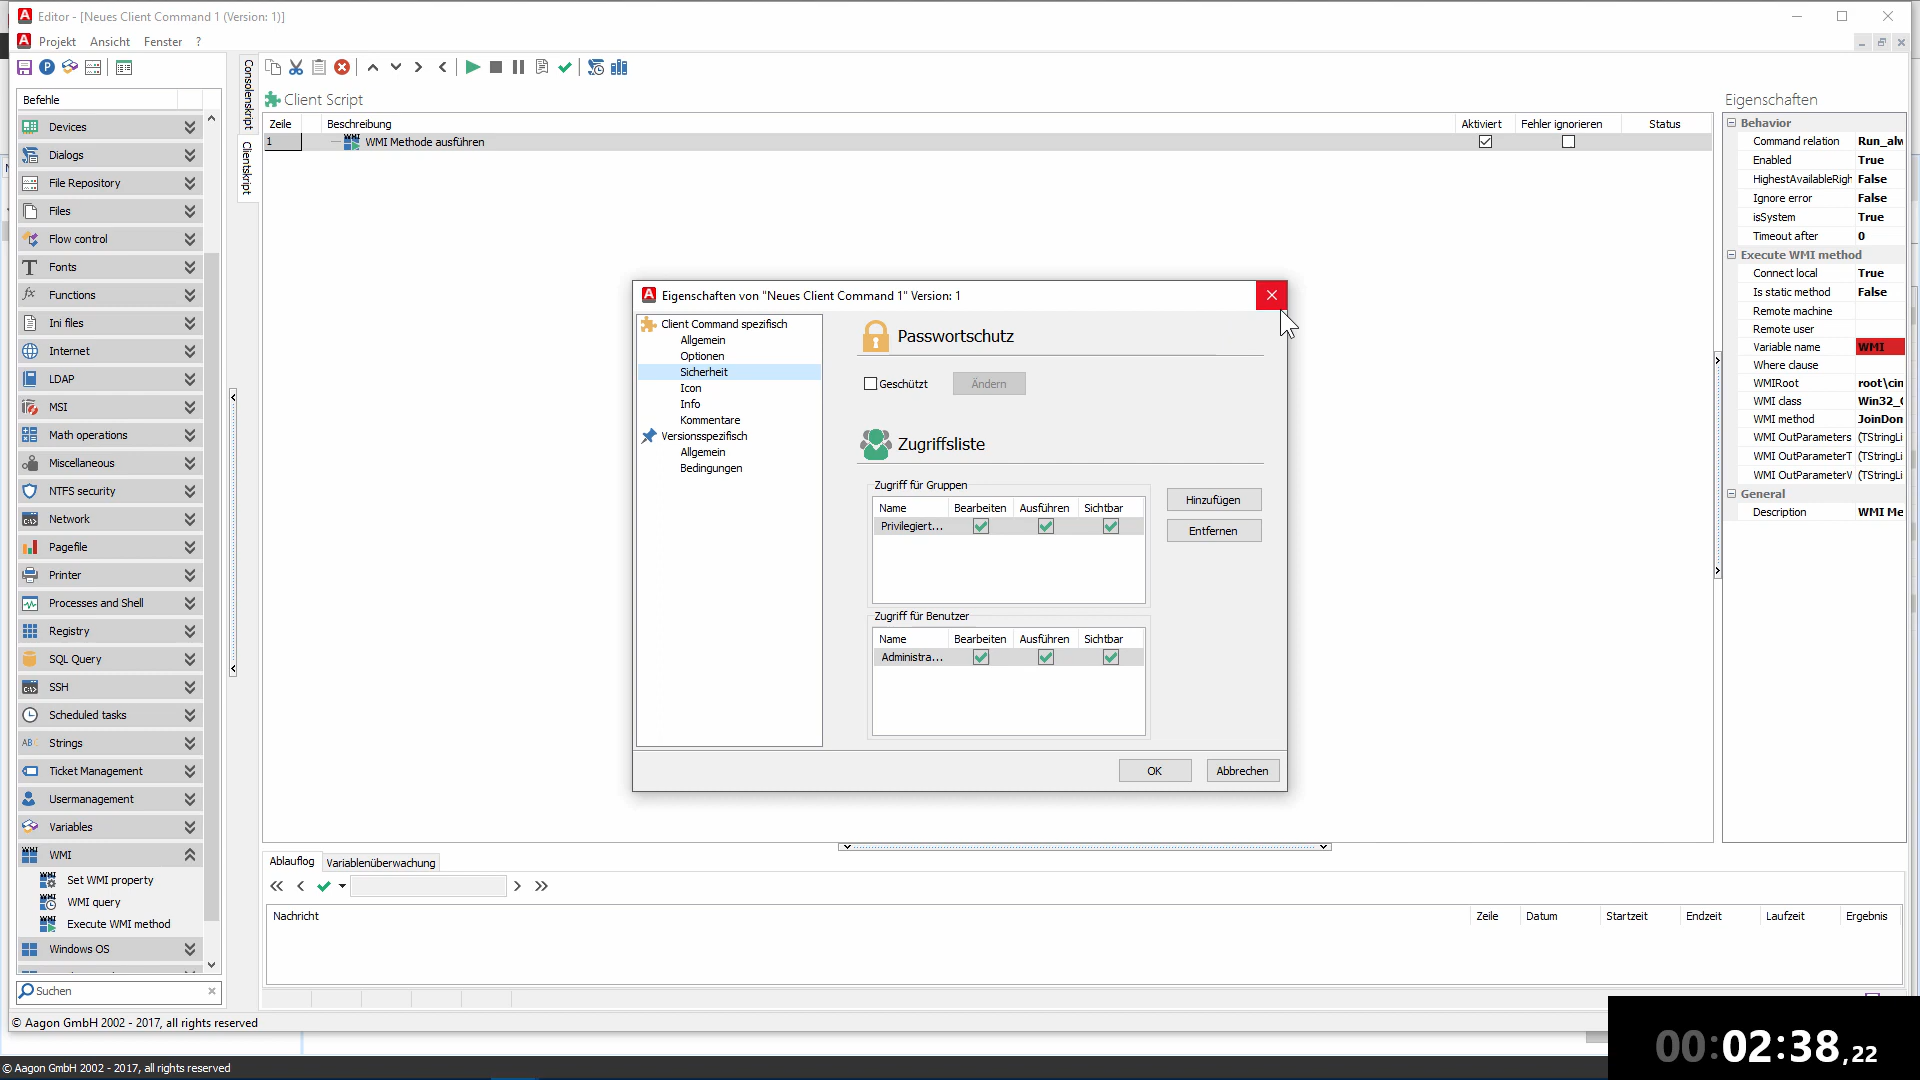 Editor - [Neues Client Command 1 (Version: 1)]
Projekt Ansicht Fenster ?
Befehle
Devices
Dialogs
File Repository
Files
Flow control
Fonts
Functions
Ini files
Internet
LDAP
MSI
Math operations
Miscellaneous
NTFS security
Network
Pagefile
Printer
Processes and Shell
Registry
SQL Query
SSH
Scheduled tasks
Strings
Ticket Management
Usermanagement
Variables
WMI
Set WMI property
WMI query
Execute WMI method
Windows OS
Suchen
Consolenskript
Clientskript
Client Script
Zeile Beschreibung Aktiviert Fehler ignorieren Status
1 WMI Methode ausführen
Eigenschaften von "Neues Client Command 1" Version: 1
Client Command spezifisch
Allgemein
Optionen
Sicherheit
Icon
Info
Kommentare
Versionsspezifisch
Allgemein
Bedingungen
Passwortschutz
Geschützt Ändern
Zugriffsliste
Zugriff für Gruppen
Name Bearbeiten Ausführen Sichtbar
Privilegiert...
Hinzufügen
Entfernen
Zugriff für Benutzer
Name Bearbeiten Ausführen Sichtbar
Administra...
OK Abbrechen
Eigenschaften
Behavior
Command relation Run_alw
Enabled True
HighestAvailableRigh False
Ignore error False
isSystem True
Timeout after 0
Execute WMI method
Connect local True
Is static method False
Remote machine
Remote user
Variable name WMI
Where clause
WMIRoot root\cim
WMI class Win32_C
WMI method JoinDon
WMI OutParameters (TStringLi
WMI OutParameterT (TStringLi
WMI OutParameterV (TStringLi
General
Description WMI Me
Ablauflog Variablenüberwachung
Nachricht Zeile Datum Startzeit Endzeit Laufzeit Ergebnis
© Aagon GmbH 2002 - 2017, all rights reserved
© Aagon GmbH 2002 - 2017, all rights reserved
00:02:38,22